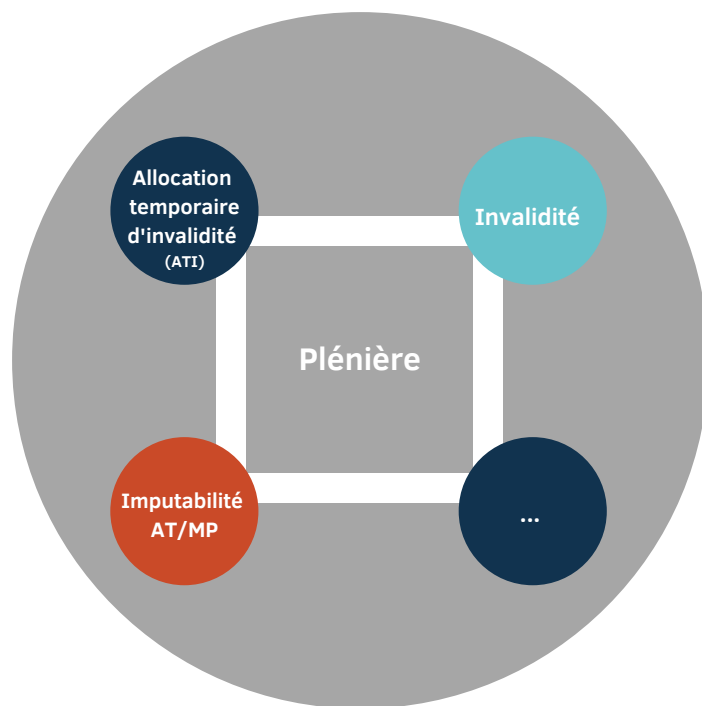 Allocation
temporaire
d'invalidité
(ATI)
Invalidité
Plénière
Imputabilité
AT/MP
...